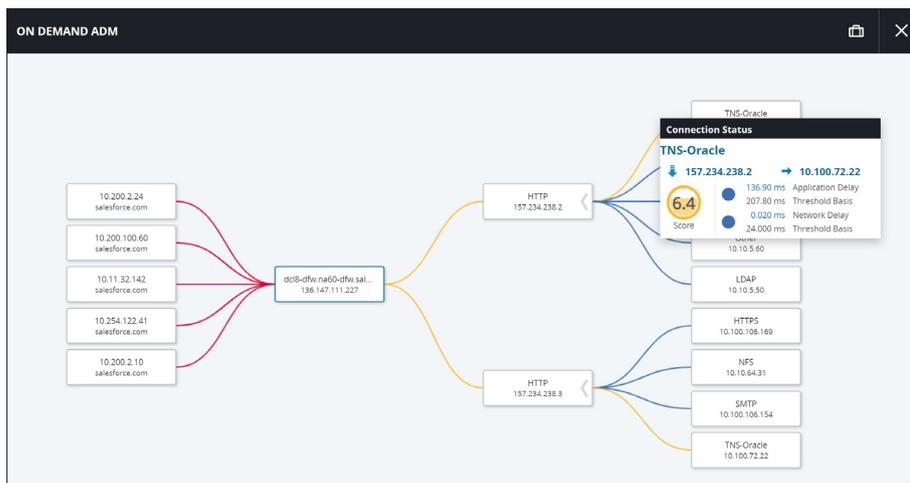 ON DEMAND ADM
TNS-Oracle
Connection Status
TNS-Oracle
157.234.238.2
10.100.72.22
6.4
Score
136.90 ms Application Delay
207.80 ms Threshold Basis
0.020 ms Network Delay
24.000 ms Threshold Basis
10.200.2.24
salesforce.com
10.200.100.60
salesforce.com
10.11.32.142
salesforce.com
10.254.122.41
salesforce.com
10.200.2.10
salesforce.com
dcl8-dfw.na60-dfw.sal...
136.147.111.227
HTTP
157.234.238.2
HTTP
157.234.238.3
Other
10.10.5.60
LDAP
10.10.5.50
HTTPS
10.100.106.169
NFS
10.10.64.31
SMTP
10.100.106.154
TNS-Oracle
10.100.72.22